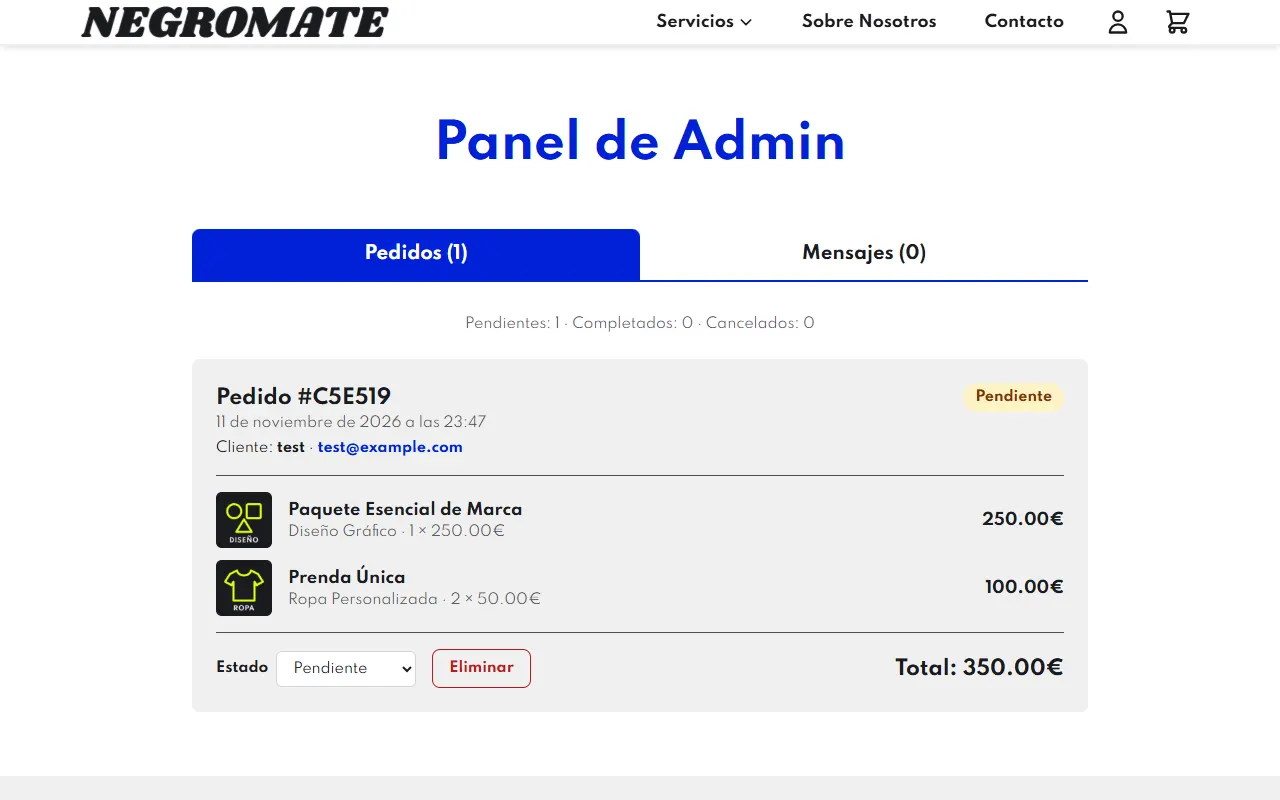 NEGROMATE
Servicios
Sobre Nosotros
Contacto
Panel de Admin
Pedidos (1)
Mensajes (0)
Pendientes: 1 · Completados: 0 · Cancelados: 0
Pedido #C5E519
Pendiente
11 de noviembre de 2026 a las 23:47
Cliente: test · test@example.com
DISEÑO
Paquete Esencial de Marca
Diseño Gráfico · 1 × 250.00€
250.00€
ROPA
Prenda Única
Ropa Personalizada · 2 × 50.00€
100.00€
Estado
Pendiente
Eliminar
Total: 350.00€